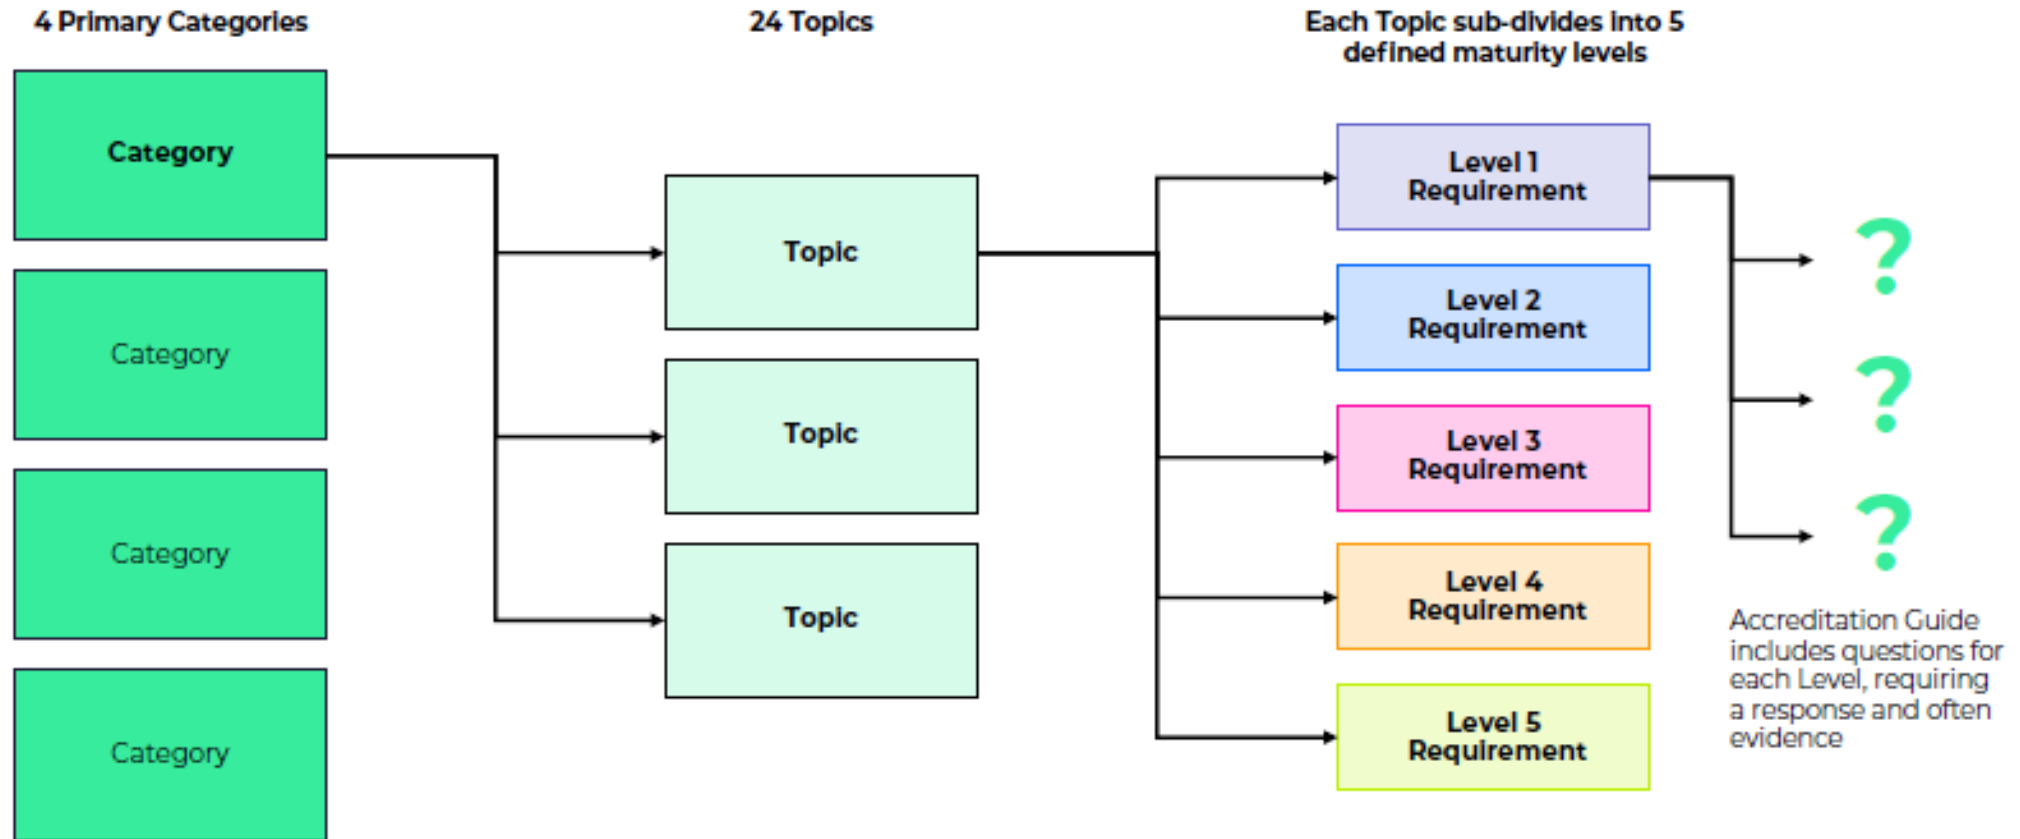 4 Primary Categories
24 Topics
Each Topic sub-divides into 5
defined maturity levels
Category
Category
Category
Category
Topic
Topic
Topic
Level 1
Requirement
Level 2
Requirement
Level 3
Requirement
Level 4
Requirement
Level 5
Requirement
?
?
?
Accreditation Guide
includes questions for
each Level, requiring
a response and often
evidence